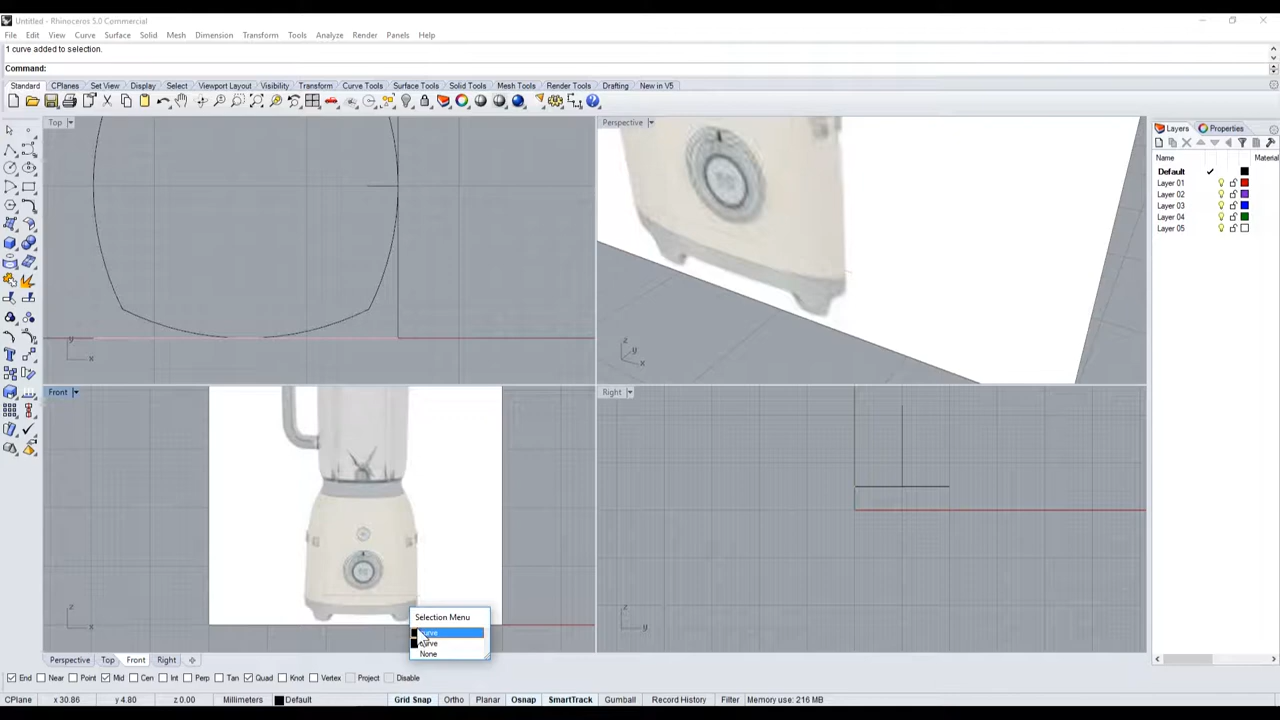 Untitled - Rhinoceros 5.0 Commercial
File Edit View Curve Surface Solid Mesh Dimension Transform Tools Analyze Render Panels Help
1 curve added to selection.
Command:
Standard CPlanes Set View Display Select Viewport Layout Visibility Transform Curve Tools Surface Tools Solid Tools Mesh Tools Render Tools Drafting New in V5
Top
Perspective
Layers Properties
Name Material
Default
Layer 01
Layer 02
Layer 03
Layer 04
Layer 05
y
x
z
y
x
Front
Right
Selection Menu
Curve
Curve
None
z
x
z
y
Perspective Top Front Right
End Near Point Mid Cen Int Perp Tan Quad Knot Vertex Project Disable
CPlane x 30.86 y 4.80 z 0.00 Millimeters Default Grid Snap Ortho Planar Osnap SmartTrack Gumball Record History Filter Memory use: 216 MB